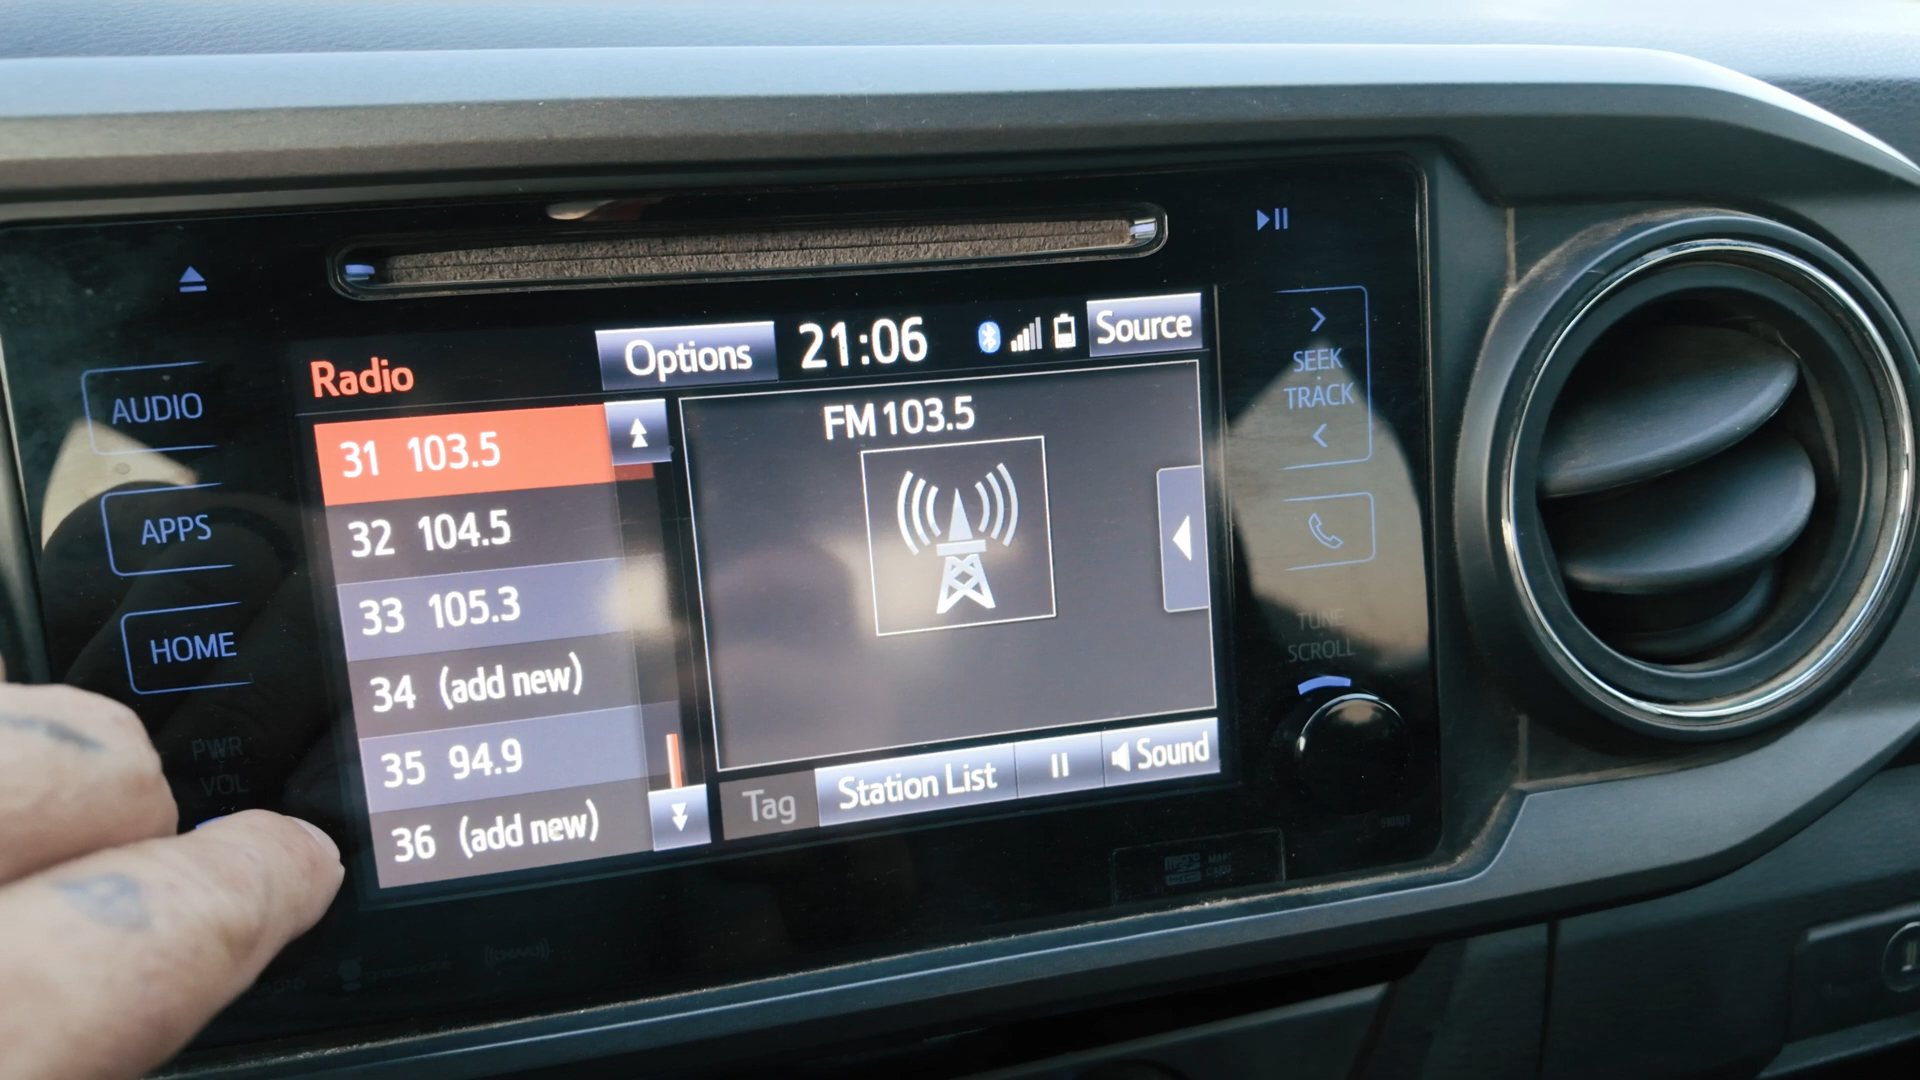 Radio
Options
21:06
Source
AUDIO
APPS
HOME
PWR
VOL
31 103.5
32 104.5
33 105.3
34 (add new)
35 94.9
36 (add new)
FM 103.5
Tag
Station List
Sound
SEEK
TRACK
TUNE
SCROLL
micro